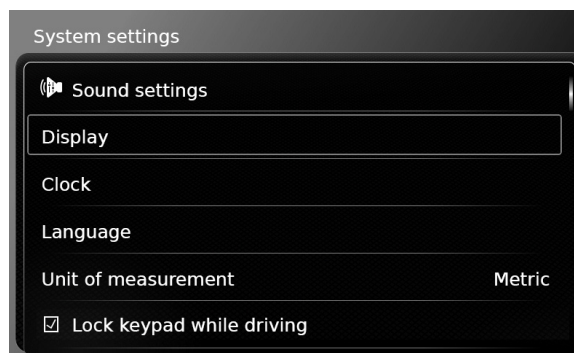 System settings
Sound settings
Display
Clock
Language
Unit of measurement Metric
Lock keypad while driving